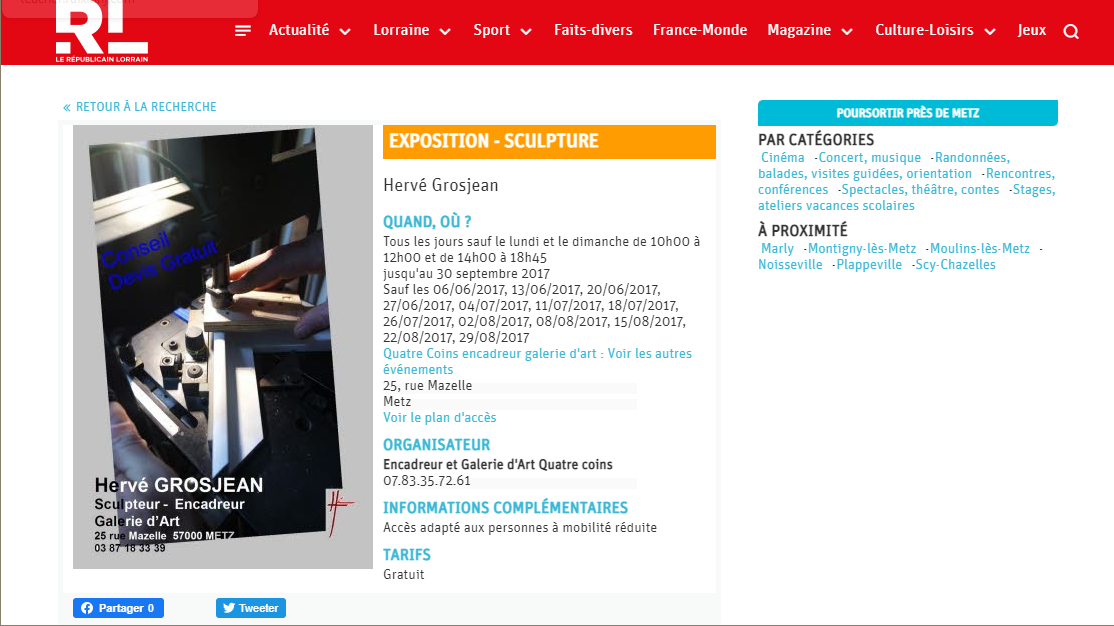 RL
LE RÉPUBLICAIN LORRAIN
Actualité
Lorraine
Sport
Faits-divers
France-Monde
Magazine
Culture-Loisirs
Jeux
« RETOUR À LA RECHERCHE
Conseil
Devis Gratuit
Hervé GROSJEAN
Sculpteur - Encadreur
Galerie d'Art
25 rue Mazelle 57000 METZ
03 87 18 33 39
EXPOSITION - SCULPTURE
Hervé Grosjean
QUAND, OÙ ?
Tous les jours sauf le lundi et le dimanche de 10h00 à
12h00 et de 14h00 à 18h45
jusqu'au 30 septembre 2017
Sauf les 06/06/2017, 13/06/2017, 20/06/2017,
27/06/2017, 04/07/2017, 11/07/2017, 18/07/2017,
26/07/2017, 02/08/2017, 08/08/2017, 15/08/2017,
22/08/2017, 29/08/2017
Quatre Coins encadreur galerie d'art : Voir les autres
événements
25, rue Mazelle
Metz
Voir le plan d'accès
ORGANISATEUR
Encadreur et Galerie d'Art Quatre coins
07.83.35.72.61
INFORMATIONS COMPLÉMENTAIRES
Accès adapté aux personnes à mobilité réduite
TARIFS
Gratuit
Partager 0
Tweeter
POURSORTIR PRÈS DE METZ
PAR CATÉGORIES
Cinéma -Concert, musique -Randonnées,
balades, visites guidées, orientation -Rencontres,
conférences -Spectacles, théâtre, contes -Stages,
ateliers vacances scolaires
À PROXIMITÉ
Marly -Montigny-lès-Metz -Moulins-lès-Metz -
Noisseville -Plappeville -Scy-Chazelles